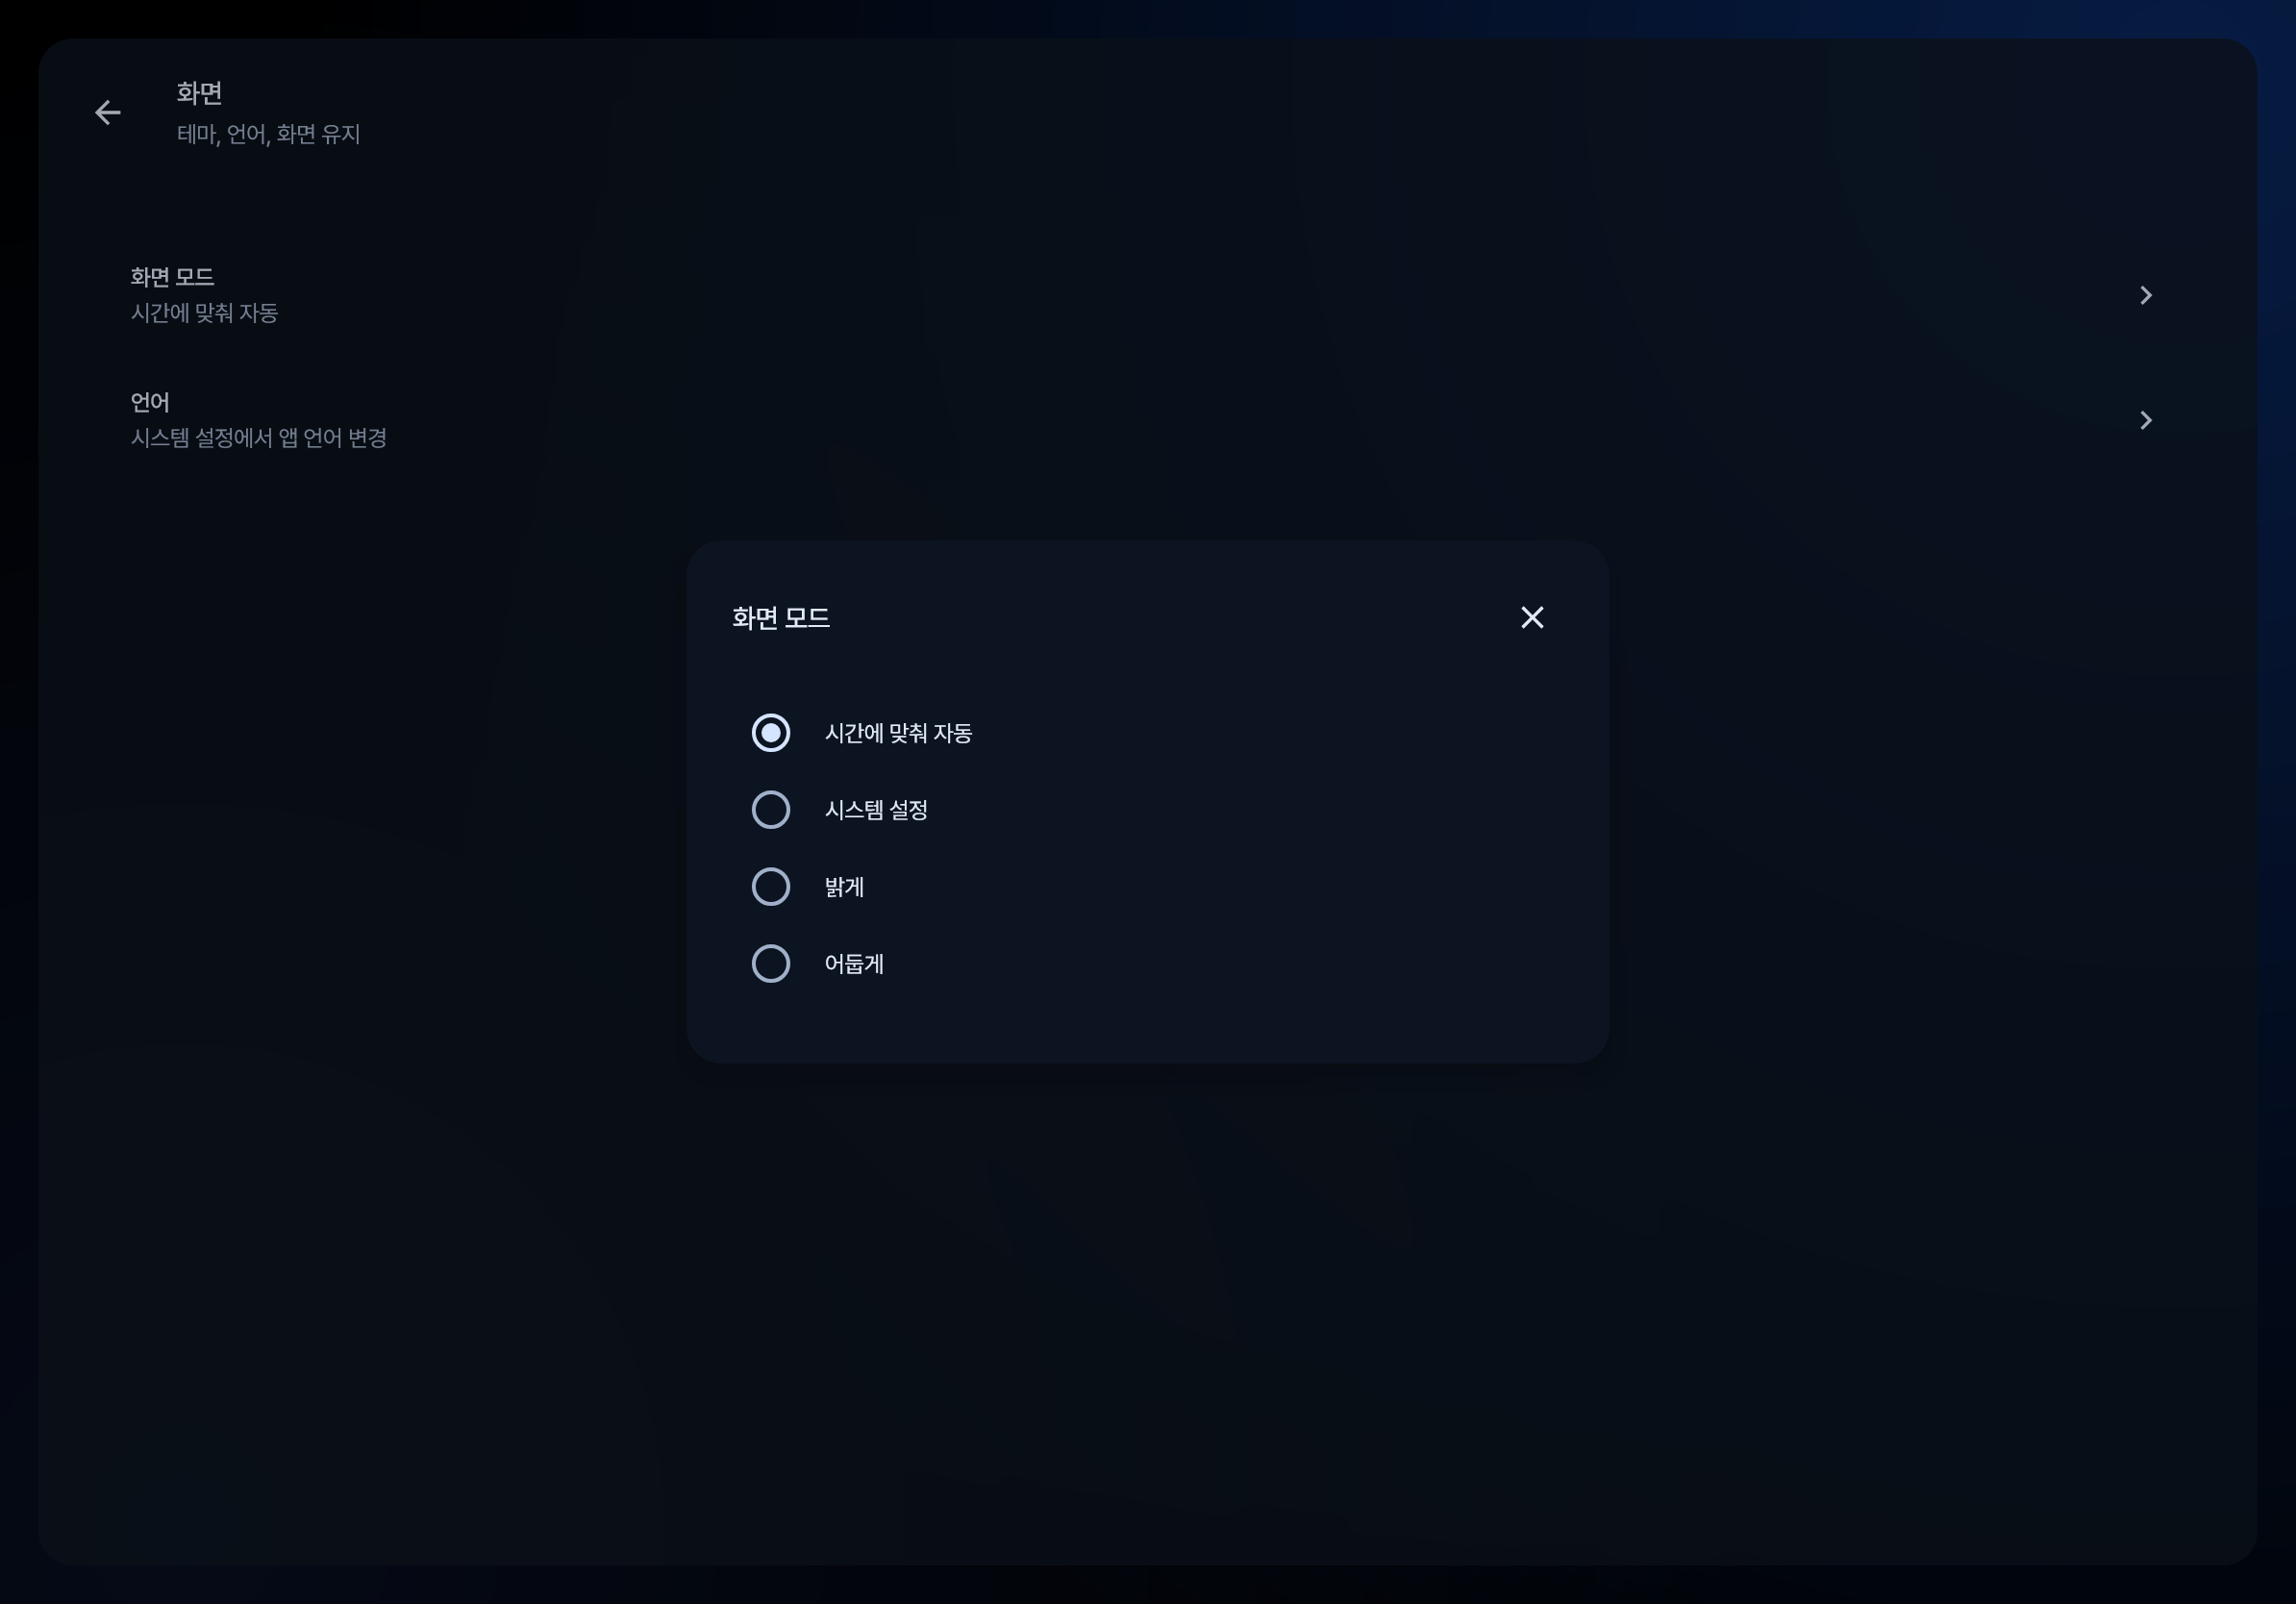 화면
테마, 언어, 화면 유지
화면 모드
시간에 맞춰 자동
언어
시스템 설정에서 앱 언어 변경
화면 모드
시간에 맞춰 자동
시스템 설정
밝게
어둡게